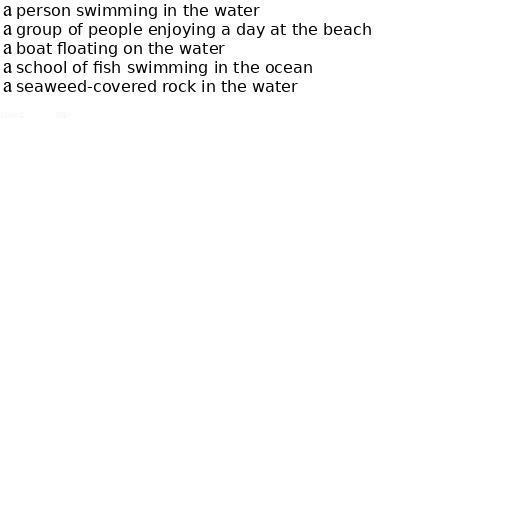 a person swimming in the water
a group of people enjoying a day at the beach
a boat floating on the water
a school of fish swimming in the ocean
a seaweed-covered rock in the water